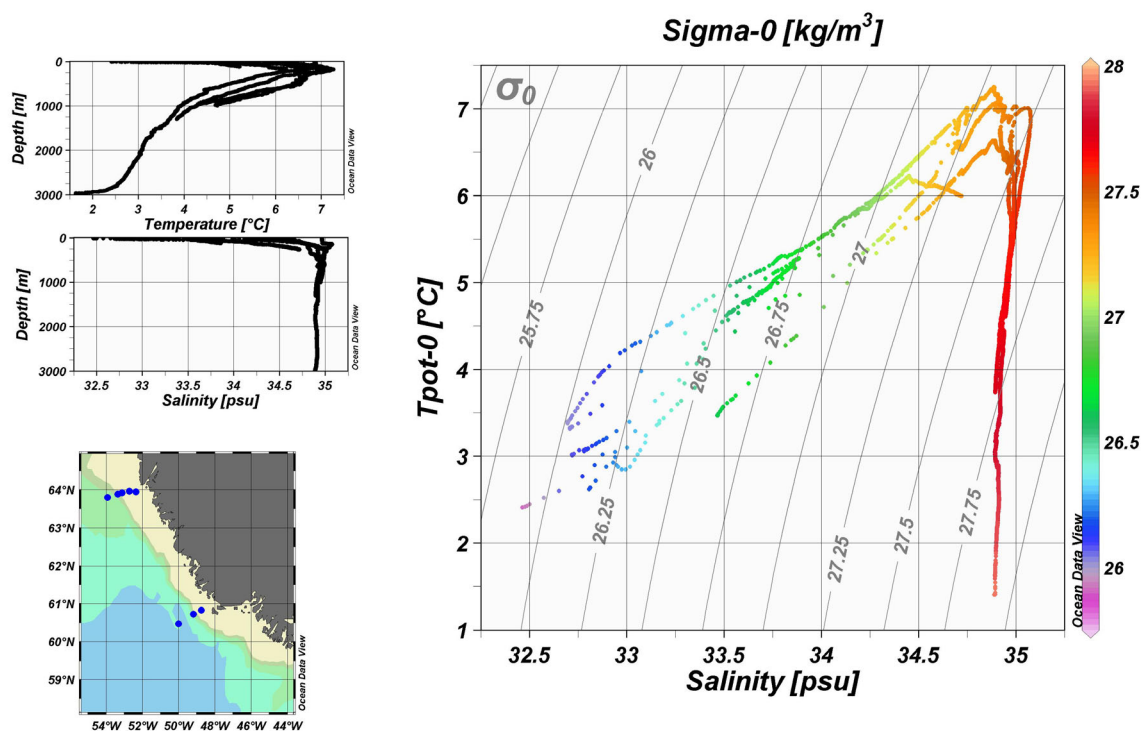 0
1000
2000
3000
Depth [m]
2
3
4
5
6
7
Temperature [°C]
Ocean Data View
0
1000
2000
3000
Depth [m]
32.5
33
33.5
34
34.5
35
Salinity [psu]
Ocean Data View
64°N
63°N
62°N
61°N
60°N
59°N
54°W
52°W
50°W
48°W
46°W
44°W
Ocean Data View
Sigma-0 [kg/m³]
σ₀
7
6
5
4
3
2
1
Tpot-0 [°C]
25.75
26
26.25
26.5
26.75
27
27.25
27.5
27.75
32.5
33
33.5
34
34.5
35
Salinity [psu]
28
27.5
27
26.5
26
Ocean Data View